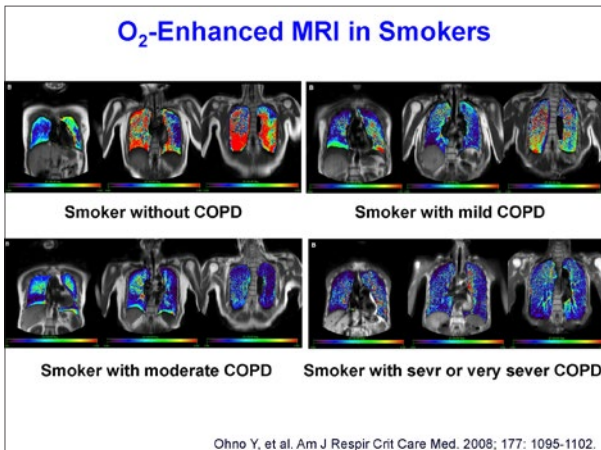 O₂-Enhanced MRI in Smokers
Smoker without COPD
Smoker with mild COPD
Smoker with moderate COPD
Smoker with sevr or very sever COPD
Ohno Y, et al. Am J Respir Crit Care Med. 2008; 177: 1095-1102.